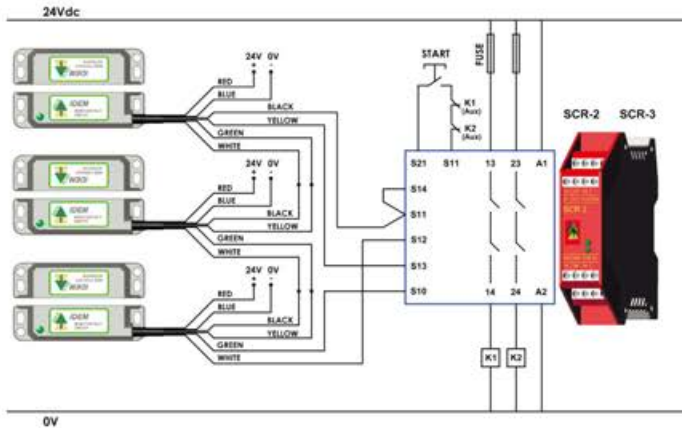 24Vdc
24V 0V
+ -
RED
BLUE
BLACK
YELLOW
GREEN
WHITE
IDEM
24V 0V
+ -
RED
BLUE
BLACK
YELLOW
GREEN
WHITE
IDEM
24V 0V
+ -
RED
BLUE
BLACK
YELLOW
GREEN
WHITE
IDEM
START
FUSE
K1
(Aux)
K2
(Aux)
SCR-2 SCR-3
S21 S11 13 23 A1
S14
S11
S12
S13
S10
14 24 A2
K1 K2
0V